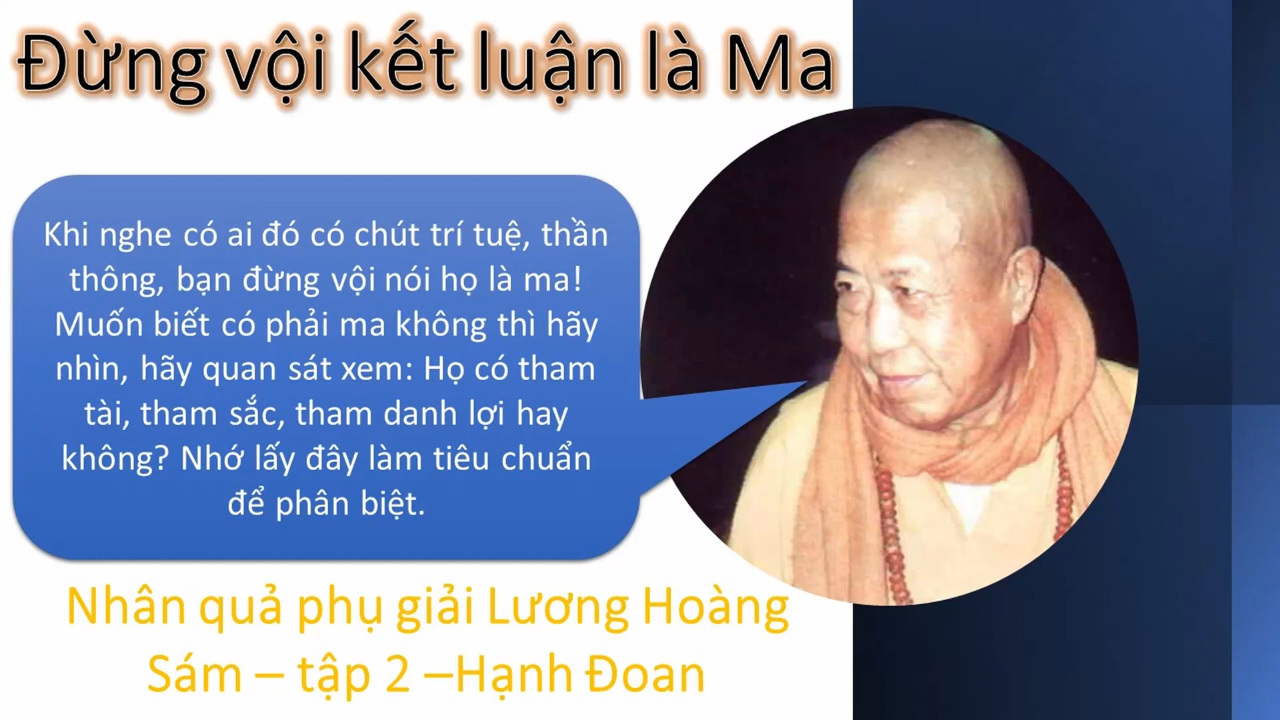 Đừng vội kết luận là Ma
Khi nghe có ai đó có chút trí tuệ, thần
thông, bạn đừng vội nói họ là ma!
Muốn biết có phải ma không thì hãy
nhìn, hãy quan sát xem: Họ có tham
tài, tham sắc, tham danh lợi hay
không? Nhớ lấy đây làm tiêu chuẩn
để phân biệt.
Nhân quả phụ giải Lương Hoàng
Sám – tập 2 –Hạnh Đoan